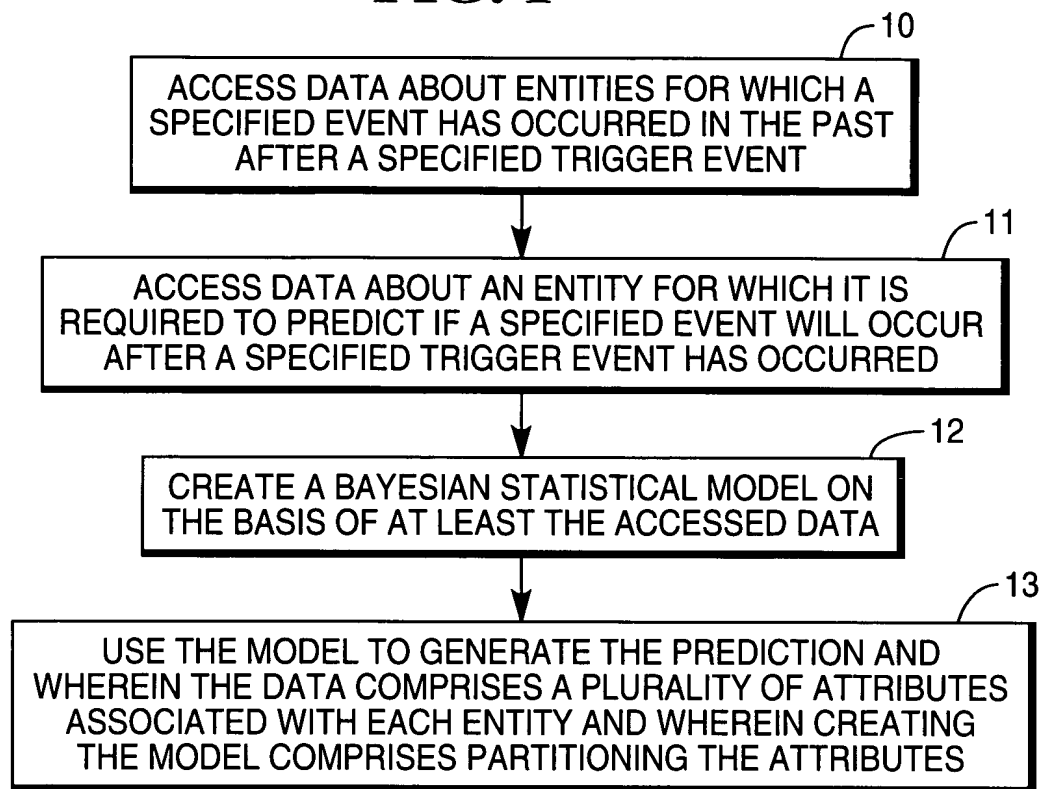 10
ACCESS DATA ABOUT ENTITIES FOR WHICH A
SPECIFIED EVENT HAS OCCURRED IN THE PAST
AFTER A SPECIFIED TRIGGER EVENT
11
ACCESS DATA ABOUT AN ENTITY FOR WHICH IT IS
REQUIRED TO PREDICT IF A SPECIFIED EVENT WILL OCCUR
AFTER A SPECIFIED TRIGGER EVENT HAS OCCURRED
12
CREATE A BAYESIAN STATISTICAL MODEL ON
THE BASIS OF AT LEAST THE ACCESSED DATA
13
USE THE MODEL TO GENERATE THE PREDICTION AND
WHEREIN THE DATA COMPRISES A PLURALITY OF ATTRIBUTES
ASSOCIATED WITH EACH ENTITY AND WHEREIN CREATING
THE MODEL COMPRISES PARTITIONING THE ATTRIBUTES